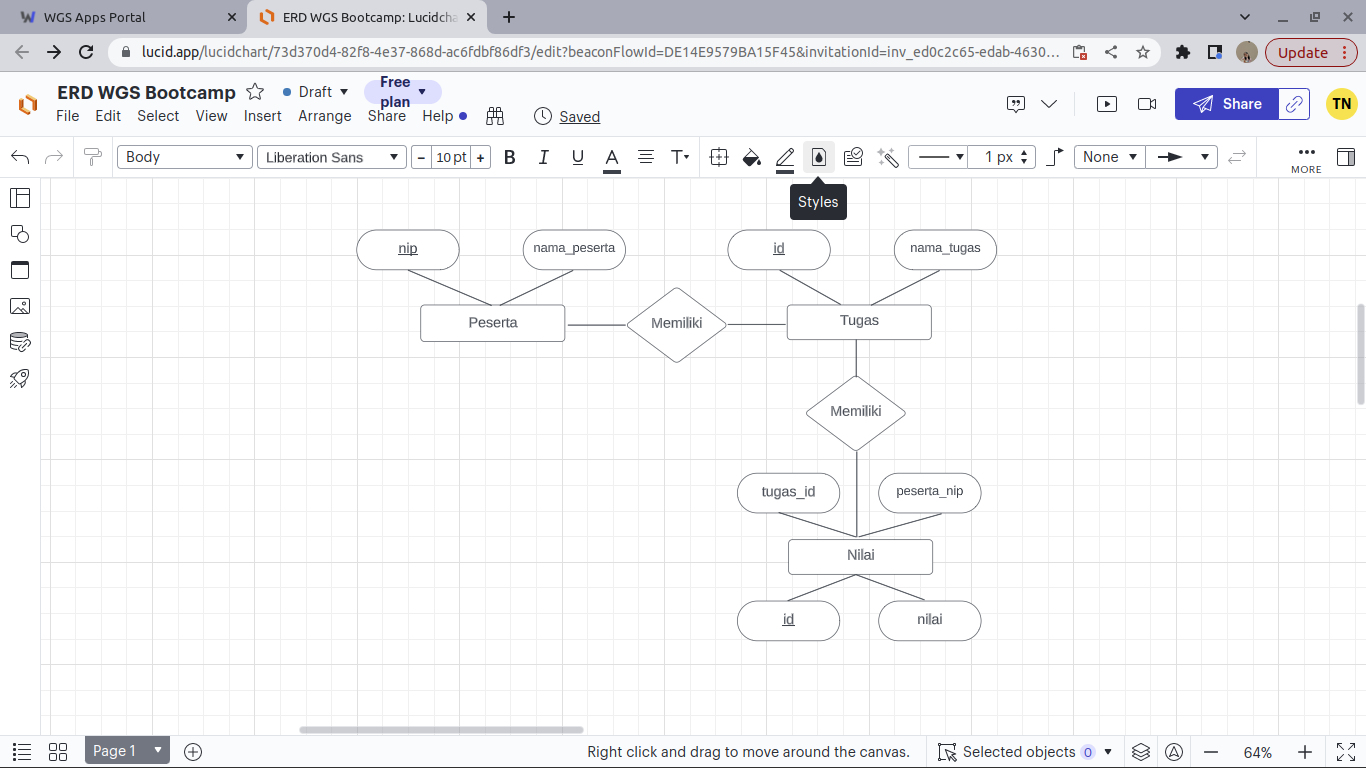 WGS Apps Portal
ERD WGS Bootcamp: Lucidcha
lucid.app/lucidchart/73d370d4-82f8-4e37-868d-ac6fdbf86df3/edit?beaconFlowId=DE14E9579BA15F45&invitationId=inv_ed0c2c65-edab-4630...
Update
ERD WGS Bootcamp
Draft
Free plan
File Edit Select View Insert Arrange Share Help
Saved
Share
TN
Body
Liberation Sans
- 10 pt +
B I U A T
1 px
None
MORE
Styles
nip
nama_peserta
id
nama_tugas
Peserta
Memiliki
Tugas
Memiliki
tugas_id
peserta_nip
Nilai
id
nilai
Page 1
Right click and drag to move around the canvas.
Selected objects 0
64%